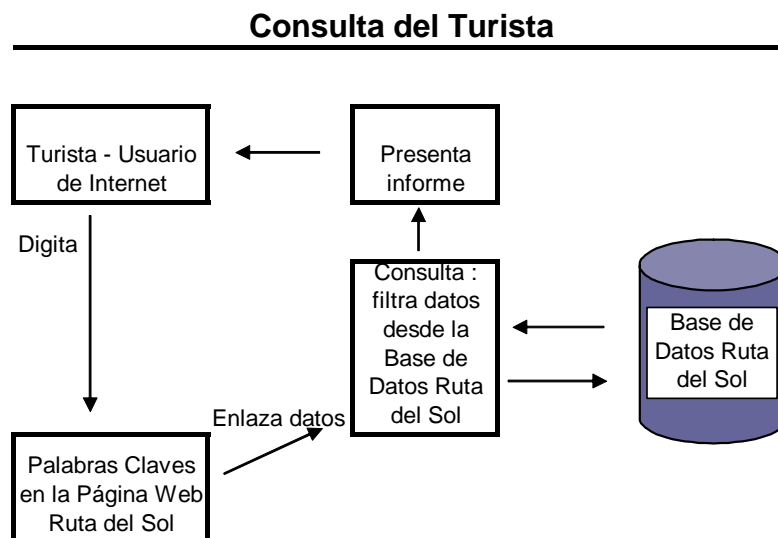 Consulta del Turista
Turista - Usuario
de Internet
Presenta
informe
Digita
Consulta :
filtra datos
desde la
Base de
Datos Ruta
del Sol
Base de
Datos Ruta
del Sol
Enlaza datos
Palabras Claves
en la Página Web
Ruta del Sol